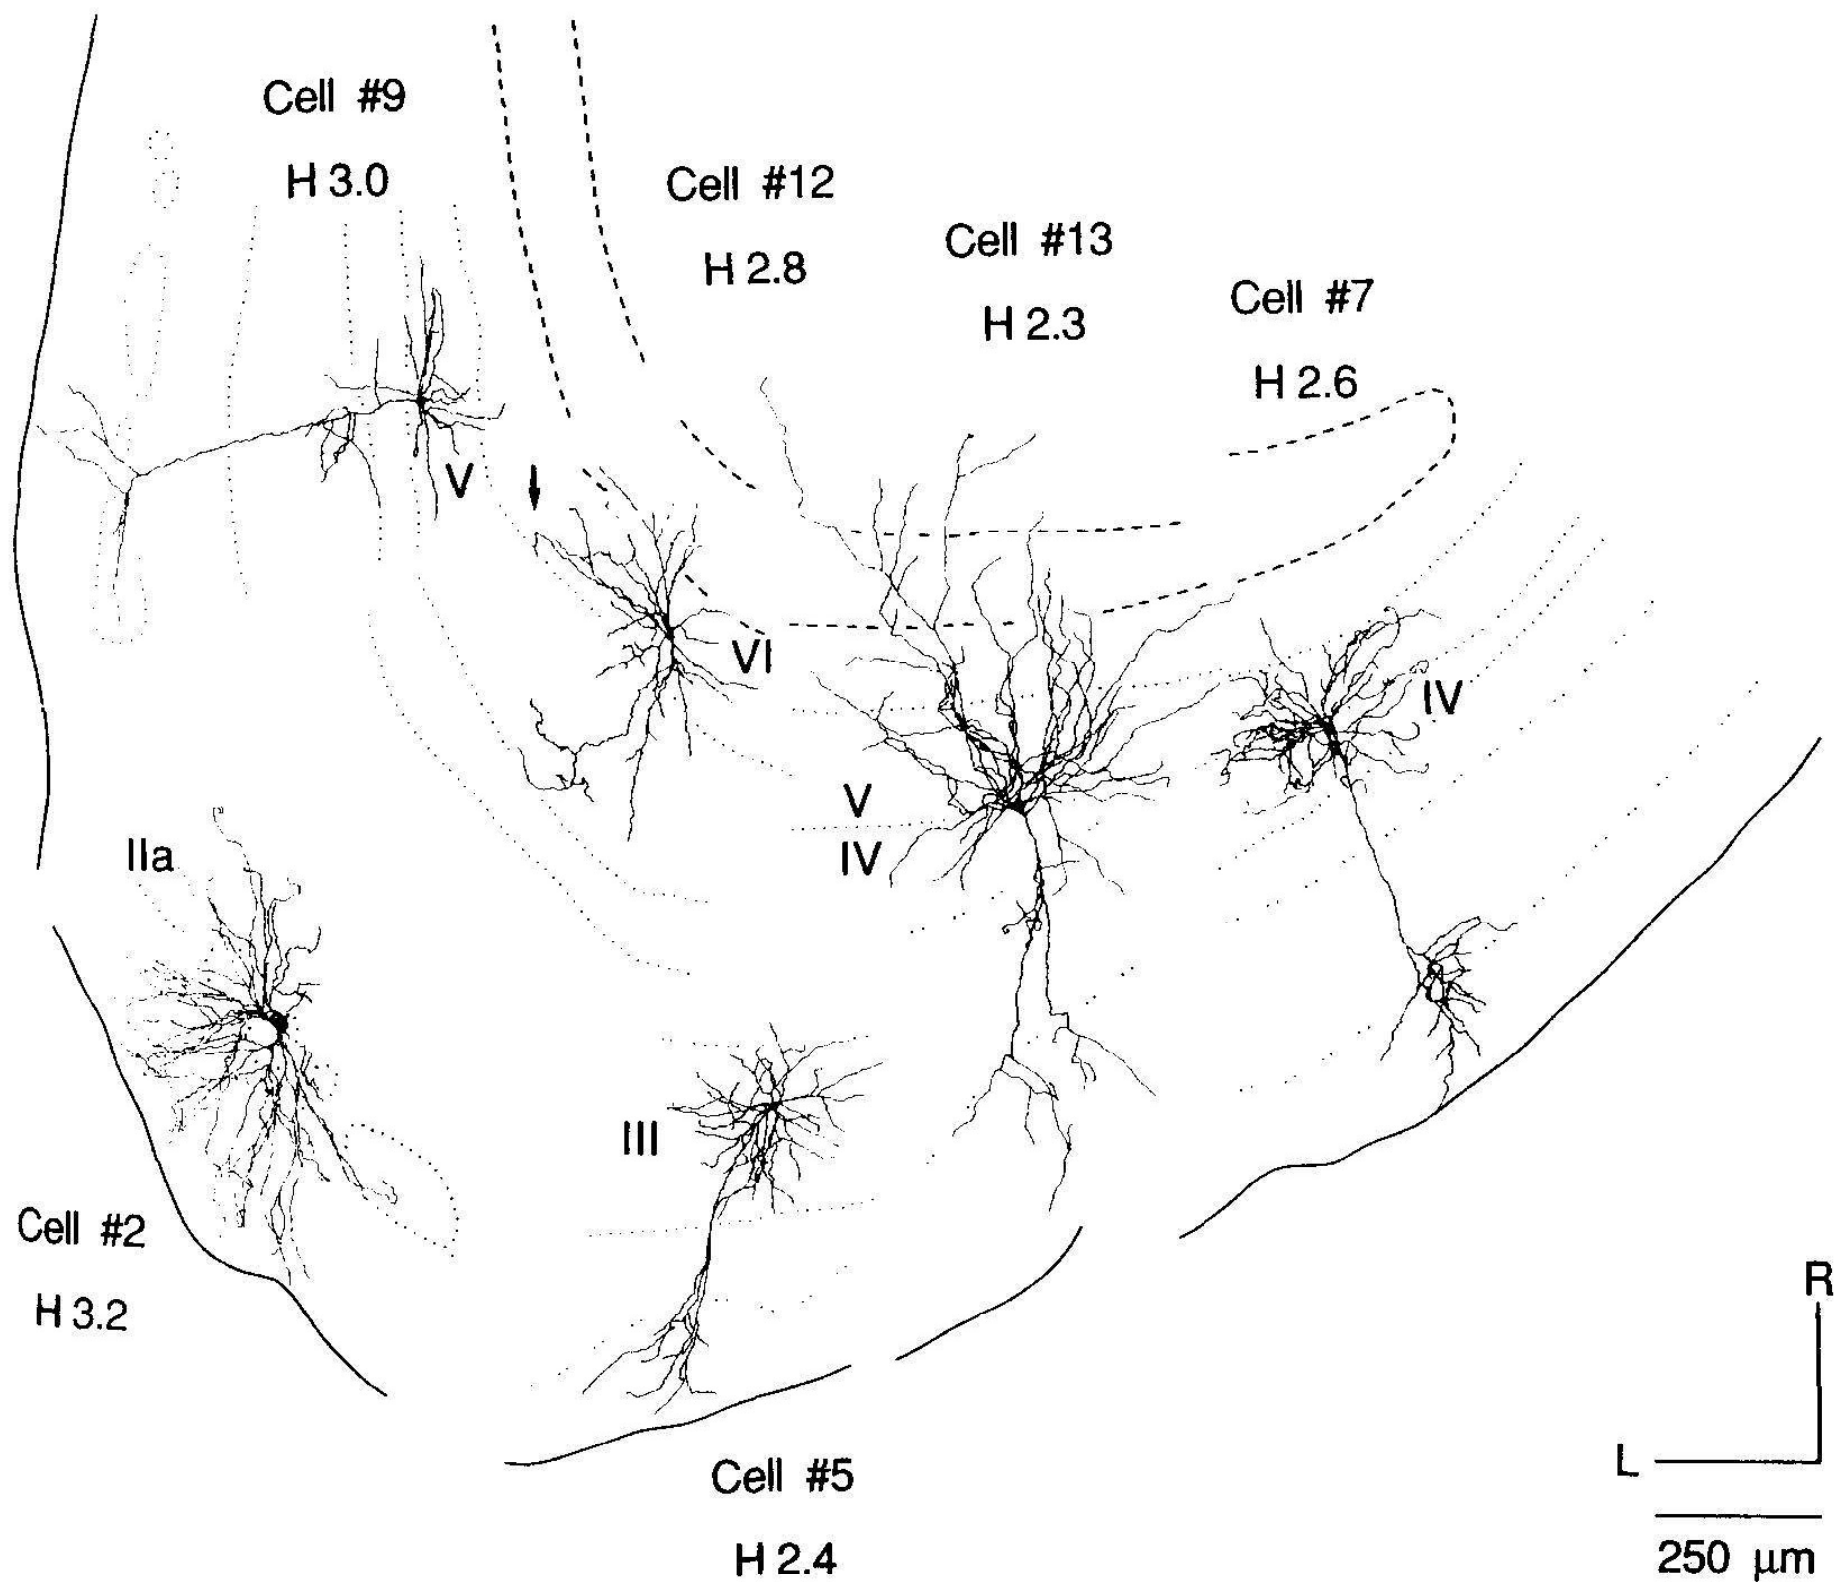 Cell #9
H 3.0
Cell #12
H 2.8
Cell #13
H 2.3
Cell #7
H 2.6
V
VI
IV
V
IV
IIa
III
Cell #2
H 3.2
Cell #5
H 2.4
R
L
250 µm